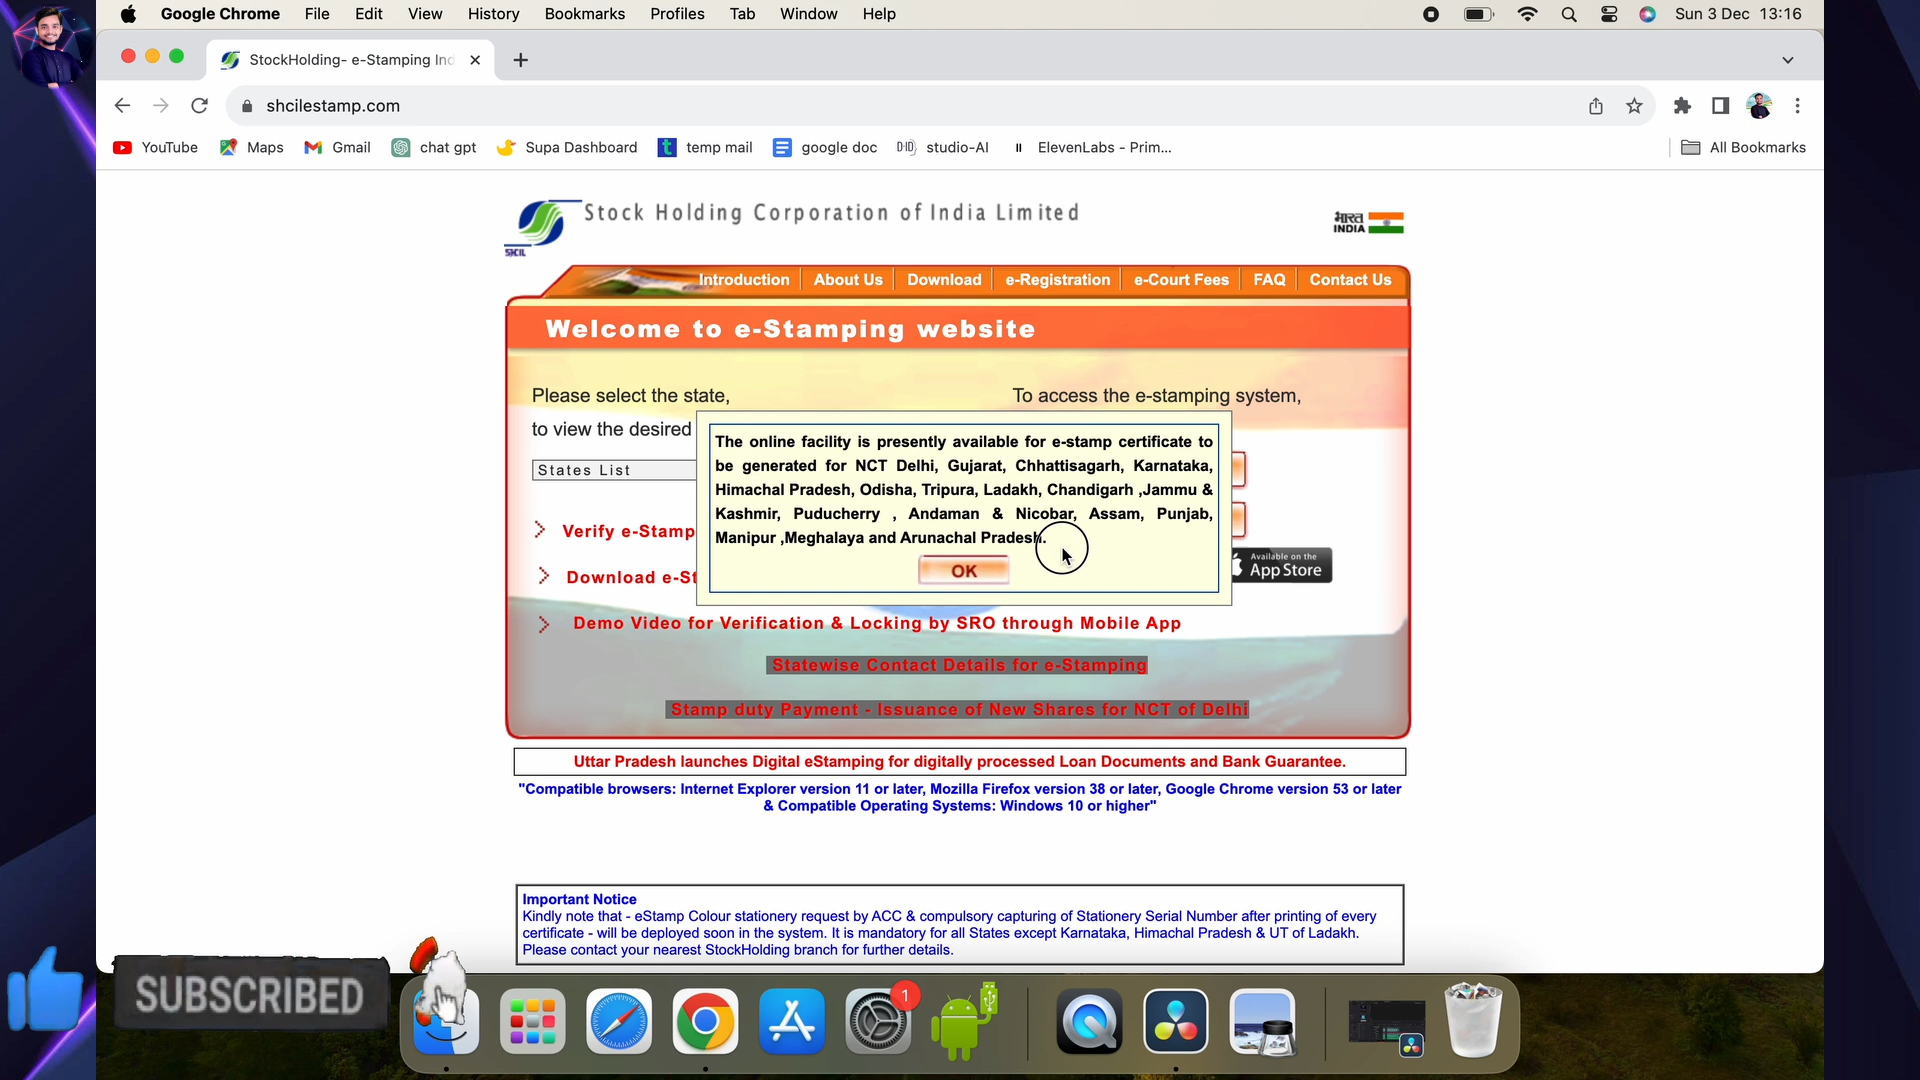 Google Chrome File Edit View History Bookmarks Profiles Tab Window Help Sun 3 Dec 13:16
StockHolding- e-Stamping Ind
shcilestamp.com
YouTube Maps Gmail chat gpt Supa Dashboard temp mail google doc studio-AI ElevenLabs - Prim... All Bookmarks
Stock Holding Corporation of India Limited
SHCIL
भारत
INDIA
Introduction About Us Download e-Registration e-Court Fees FAQ Contact Us
Welcome to e-Stamping website
Please select the state,
to view the desired
To access the e-stamping system,
States List
The online facility is presently available for e-stamp certificate to
be generated for NCT Delhi, Gujarat, Chhattisagarh, Karnataka,
Himachal Pradesh, Odisha, Tripura, Ladakh, Chandigarh ,Jammu &
Kashmir, Puducherry , Andaman & Nicobar, Assam, Punjab,
Manipur ,Meghalaya and Arunachal Pradesh.
OK
Verify e-Stamp
Download e-St
Available on the
App Store
Demo Video for Verification & Locking by SRO through Mobile App
Statewise Contact Details for e-Stamping
Stamp duty Payment - Issuance of New Shares for NCT of Delhi
Uttar Pradesh launches Digital eStamping for digitally processed Loan Documents and Bank Guarantee.
"Compatible browsers: Internet Explorer version 11 or later, Mozilla Firefox version 38 or later, Google Chrome version 53 or later
& Compatible Operating Systems: Windows 10 or higher"
Important Notice
Kindly note that - eStamp Colour stationery request by ACC & compulsory capturing of Stationery Serial Number after printing of every
certificate - will be deployed soon in the system. It is mandatory for all States except Karnataka, Himachal Pradesh & UT of Ladakh.
Please contact your nearest StockHolding branch for further details.
SUBSCRIBED
1